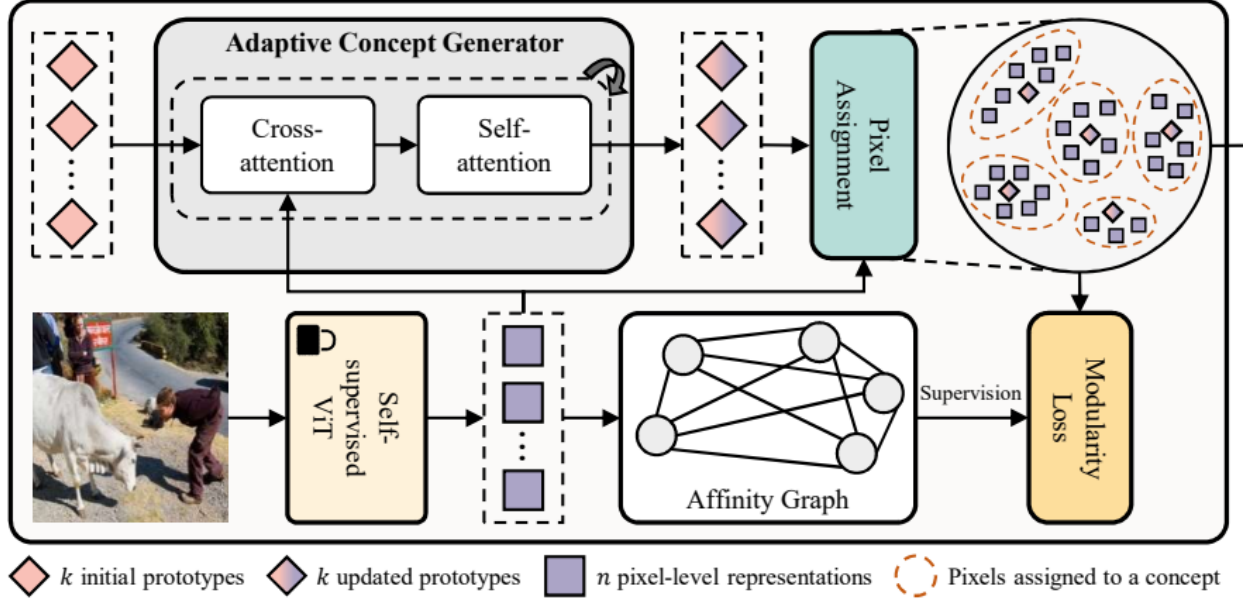 Adaptive Concept Generator
Cross-
attention
Self-
attention
Pixel
Assignment
Self-
supervised
ViT
Affinity Graph
Supervision
Modularity
Loss
k initial prototypes
k updated prototypes
n pixel-level representations
Pixels assigned to a concept